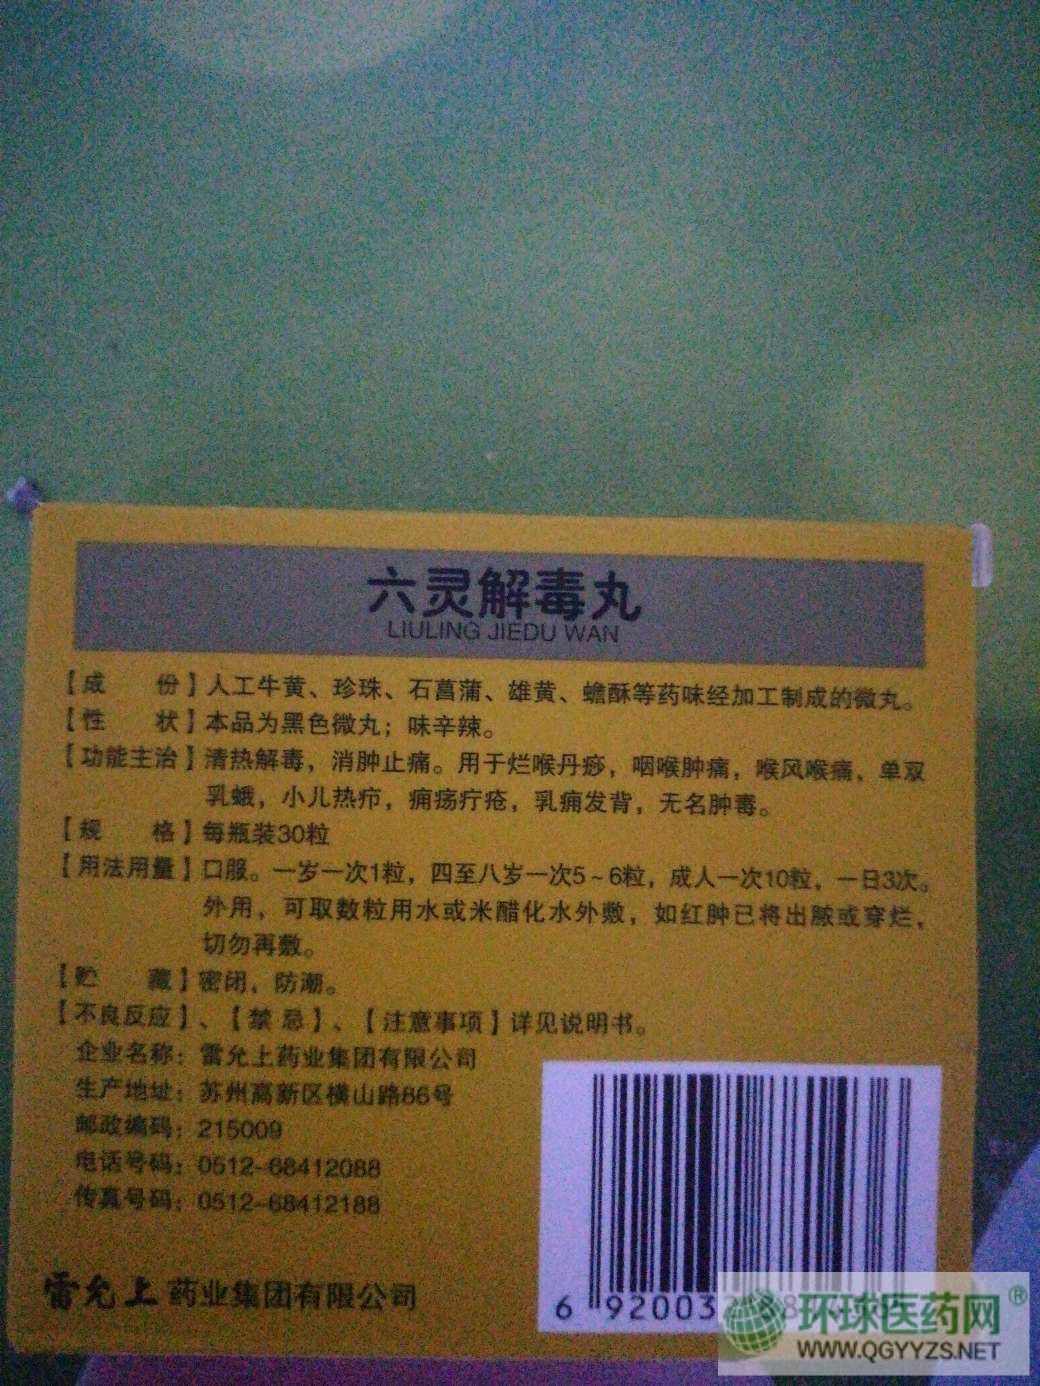 六灵解毒丸
LIULING JIEDU WAN
【成　　份】人工牛黄、珍珠、石菖蒲、雄黄、蟾酥等药味经加工制成的微丸。
【性　　状】本品为黑色微丸；味辛辣。
【功能主治】清热解毒，消肿止痛。用于烂喉丹痧，咽喉肿痛，喉风喉痛，单双
乳蛾，小儿热疖，痈疡疔疮，乳痈发背，无名肿毒。
【规　　格】每瓶装30粒
【用法用量】口服。一岁一次1粒，四至八岁一次5~6粒，成人一次10粒，一日3次。
外用，可取数粒用水或米醋化水外敷，如红肿已将出脓或穿烂，
切勿再敷。
【贮　　藏】密闭，防潮。
【不良反应】、【禁忌】、【注意事项】详见说明书。
企业名称：雷允上药业集团有限公司
生产地址：苏州高新区横山路86号
邮政编码：215009
电话号码：0512-68412088
传真号码：0512-68412188
雷允上药业集团有限公司
6 92003
环球医药网®
WWW.QGYYZS.NET